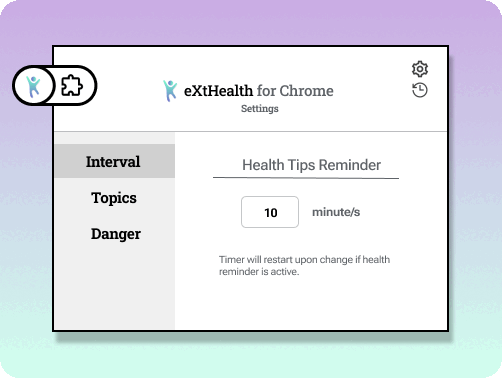 eXtHealth for Chrome
Settings
Interval
Topics
Danger
Health Tips Reminder
10 minute/s
Timer will restart upon change if health
reminder is active.